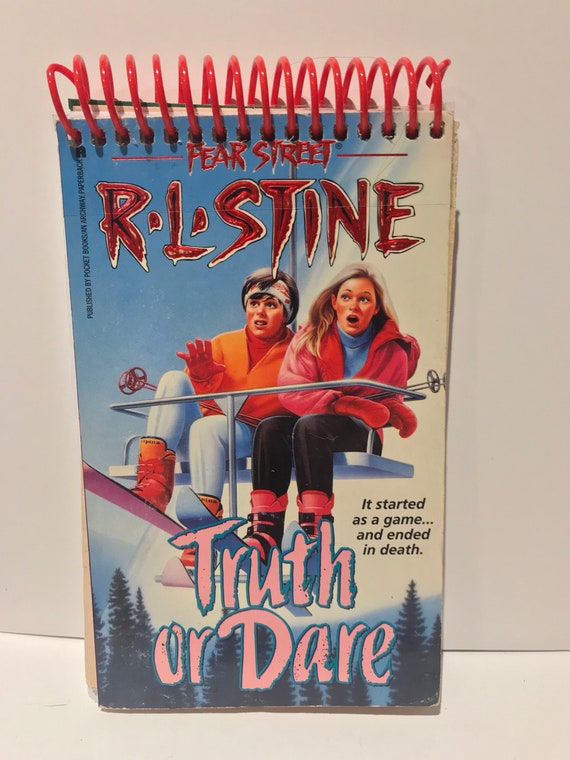 FEAR STREET®
R·L·STINE
PUBLISHED BY POCKET BOOKS/AN ARCHWAY PAPERBACK
It started
as a game...
and ended
in death.
Truth
or Dare